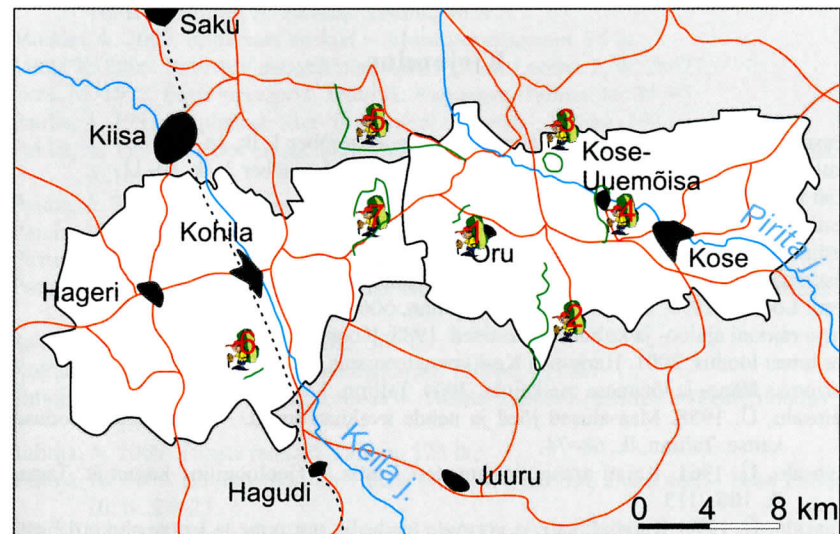 Saku
Kiisa
Kose-
Uuemõisa
Pirita j.
Kohila
Oru
Kose
Hageri
Keila j.
Hagudi
Juuru
0 4 8 km